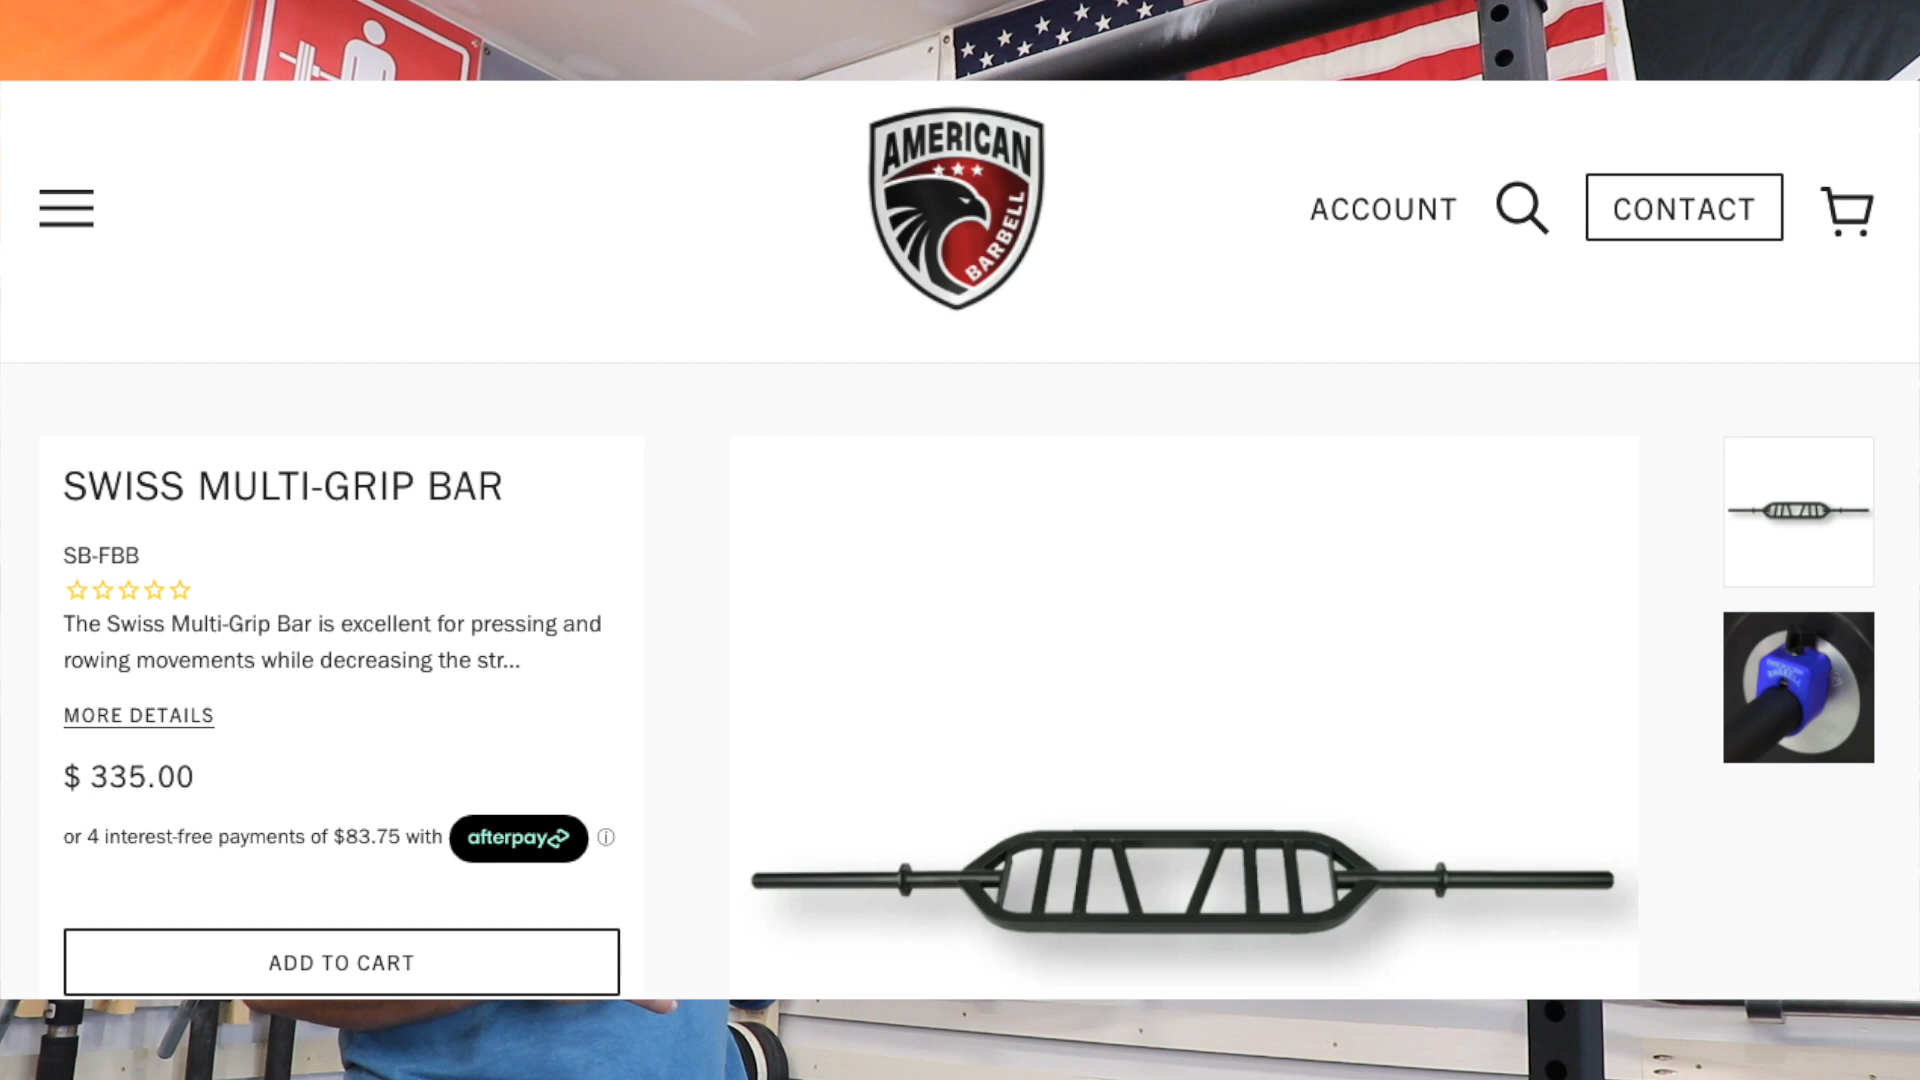 AMERICAN
BARBELL
ACCOUNT
CONTACT
SWISS MULTI-GRIP BAR
SB-FBB
The Swiss Multi-Grip Bar is excellent for pressing and
rowing movements while decreasing the str...
MORE DETAILS
$ 335.00
or 4 interest-free payments of $83.75 with afterpay
ADD TO CART